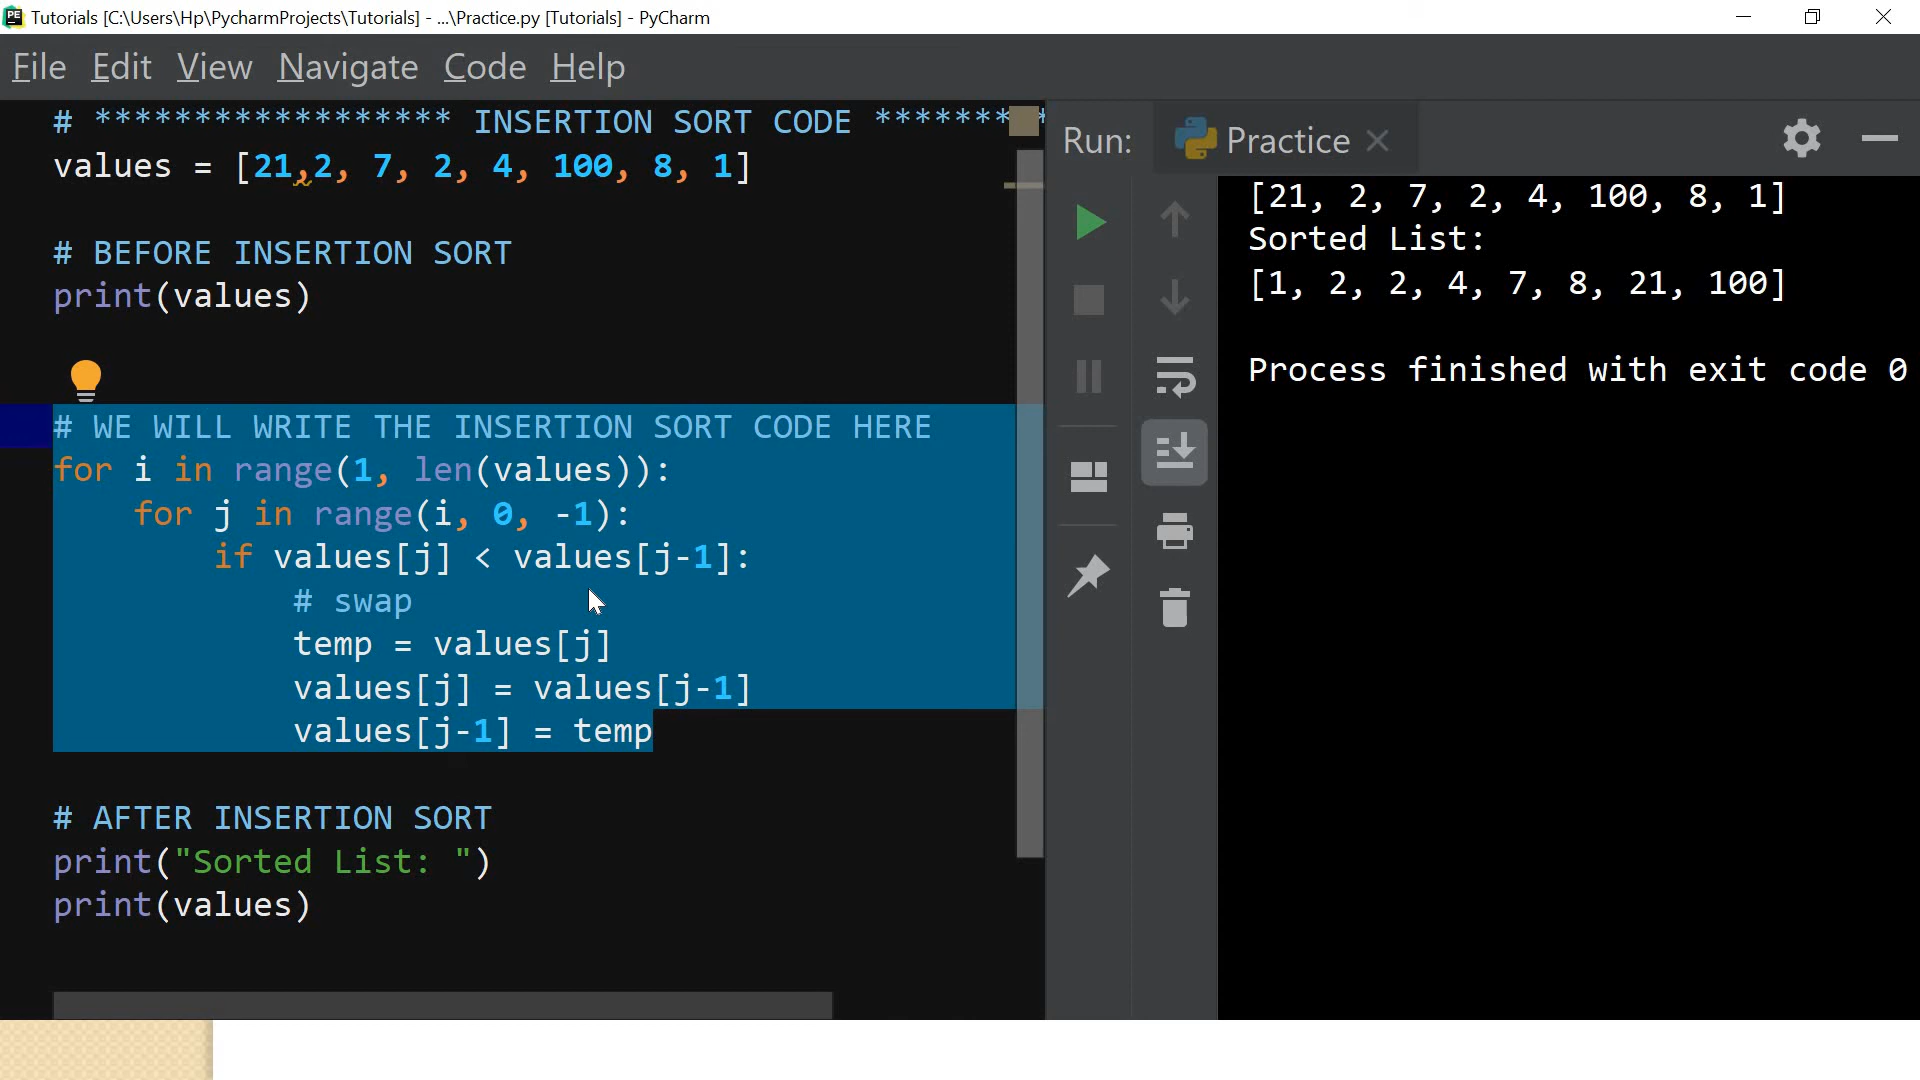 Tutorials [C:\Users\Hp\PycharmProjects\Tutorials] - ...\Practice.py [Tutorials] - PyCharm
File Edit View Navigate Code Help
# ****************** INSERTION SORT CODE *******
values = [21,2, 7, 2, 4, 100, 8, 1]
# BEFORE INSERTION SORT
print(values)
# WE WILL WRITE THE INSERTION SORT CODE HERE
for i in range(1, len(values)):
    for j in range(i, 0, -1):
        if values[j] < values[j-1]:
            # swap
            temp = values[j]
            values[j] = values[j-1]
            values[j-1] = temp
# AFTER INSERTION SORT
print("Sorted List: ")
print(values)
Run: Practice
[21, 2, 7, 2, 4, 100, 8, 1]
Sorted List:
[1, 2, 2, 4, 7, 8, 21, 100]
Process finished with exit code 0